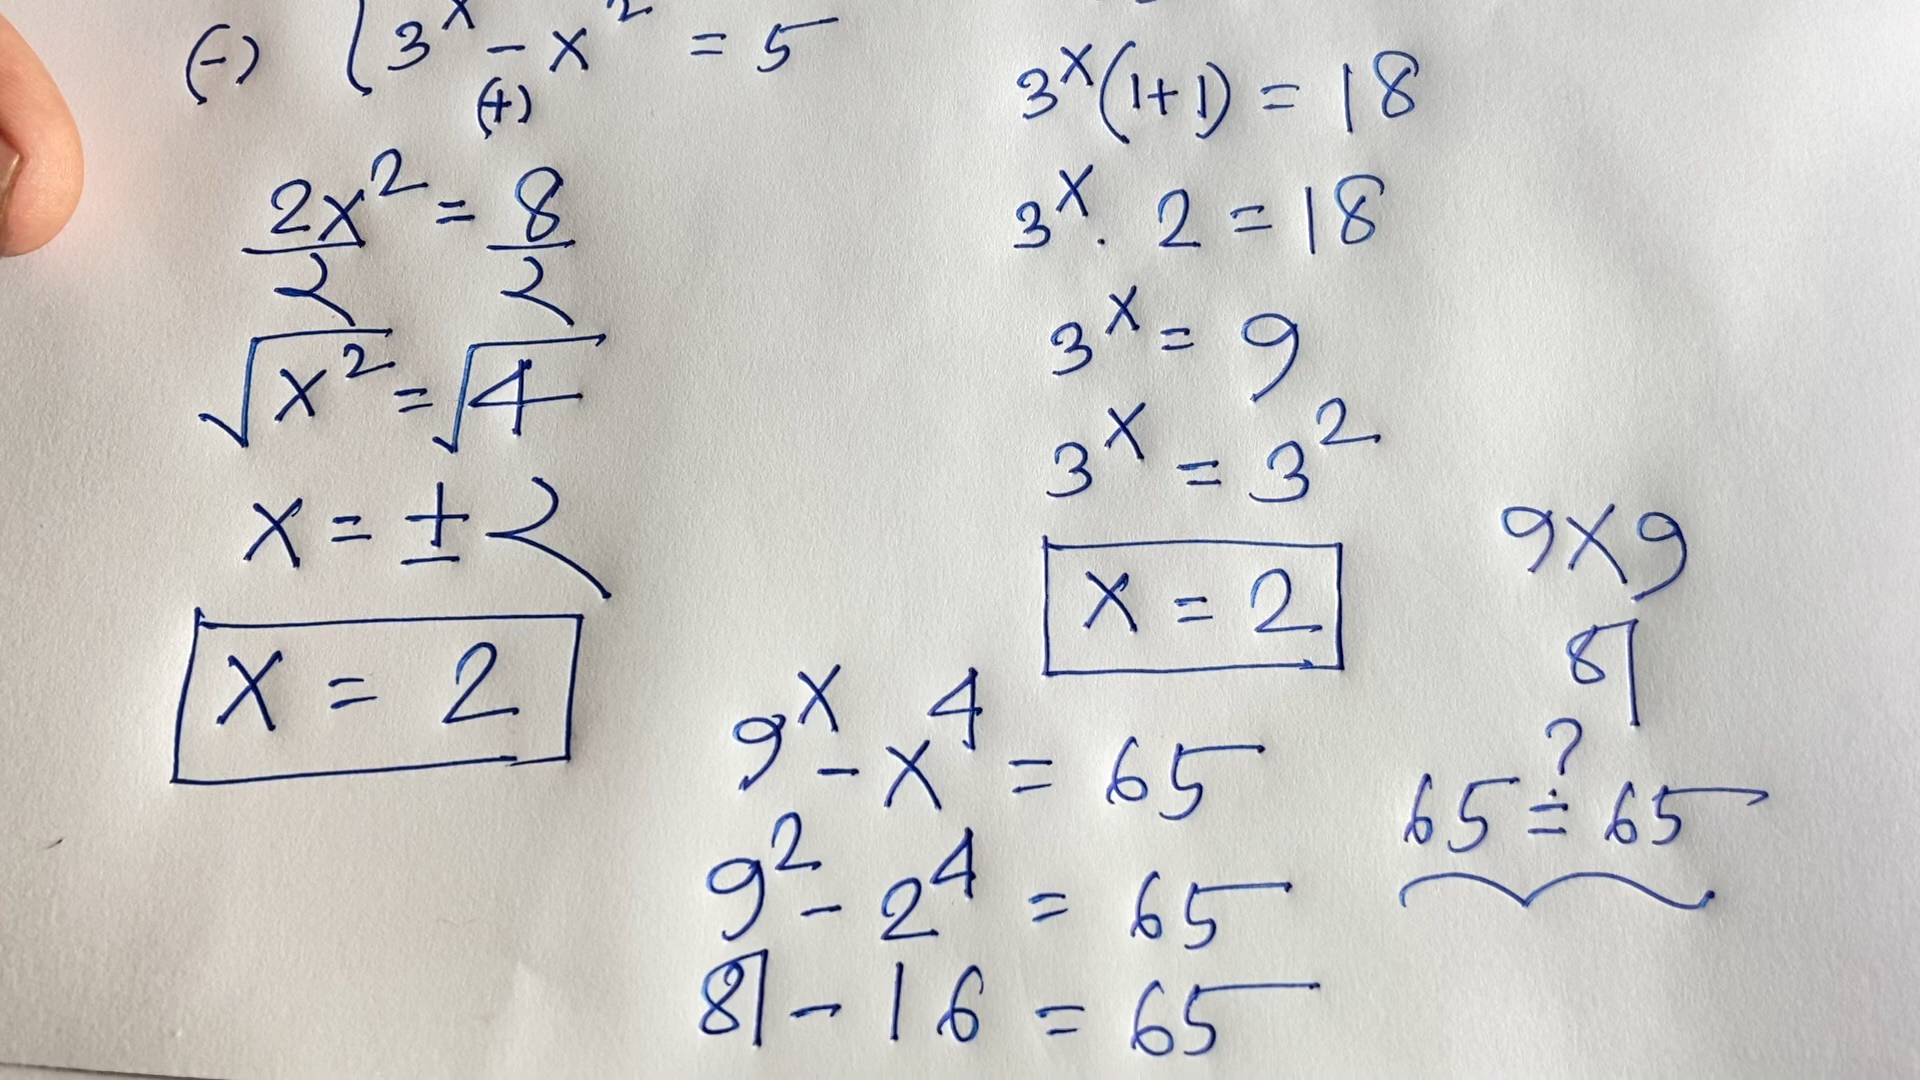 (-) { 3^x - x^2 = 5
(+)
2x^2/2 = 8/2
√x^2 = √4
x = ± 2
x = 2
3^x (1+1) = 18
3^x . 2 = 18
3^x = 9
3^x = 3^2
x = 2
9^x - x^4 = 65
9^2 - 2^4 = 65
81 - 16 = 65
9×9
81
?
65 = 65